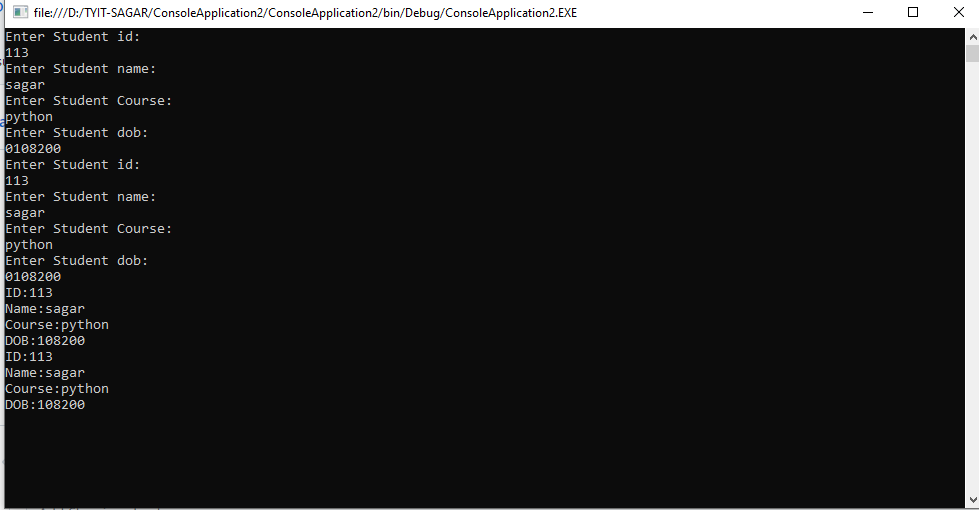 file:///D:/TYIT-SAGAR/ConsoleApplication2/ConsoleApplication2/bin/Debug/ConsoleApplication2.EXE
Enter Student id:
113
Enter Student name:
sagar
Enter Student Course:
python
Enter Student dob:
0108200
Enter Student id:
113
Enter Student name:
sagar
Enter Student Course:
python
Enter Student dob:
0108200
ID:113
Name:sagar
Course:python
DOB:108200
ID:113
Name:sagar
Course:python
DOB:108200